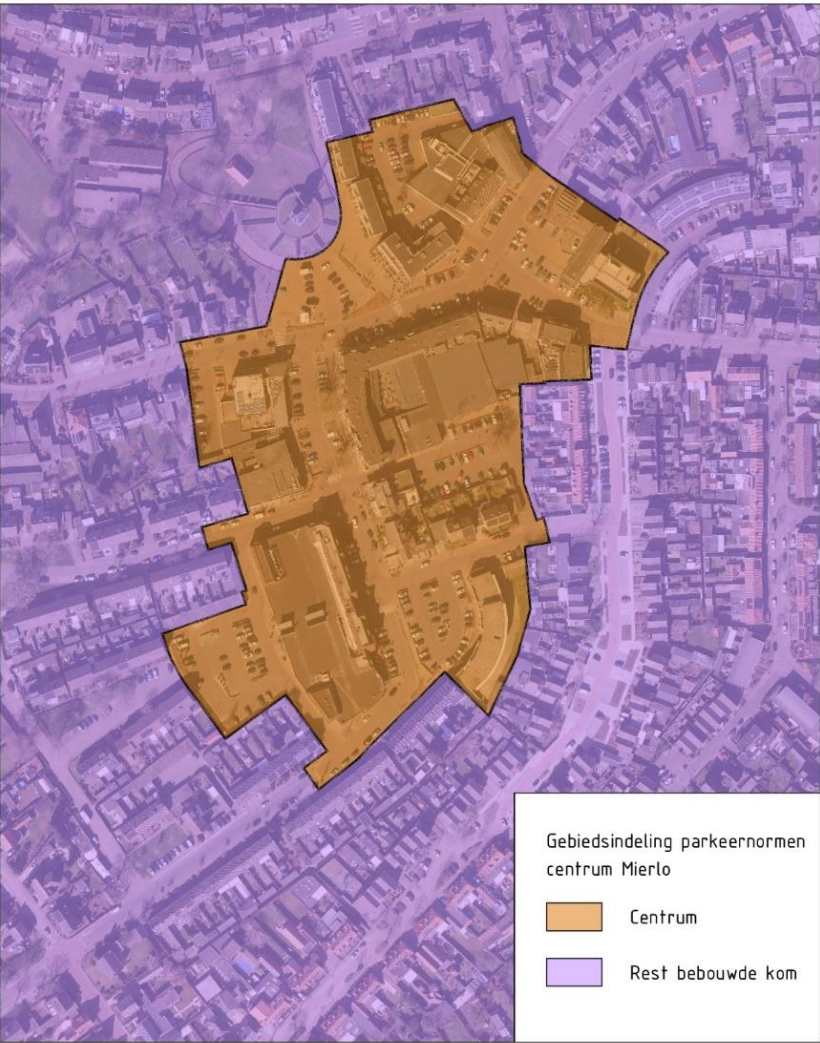 Gebiedsindeling parkeernormen
centrum Mierlo
Centrum
Rest bebouwde kom